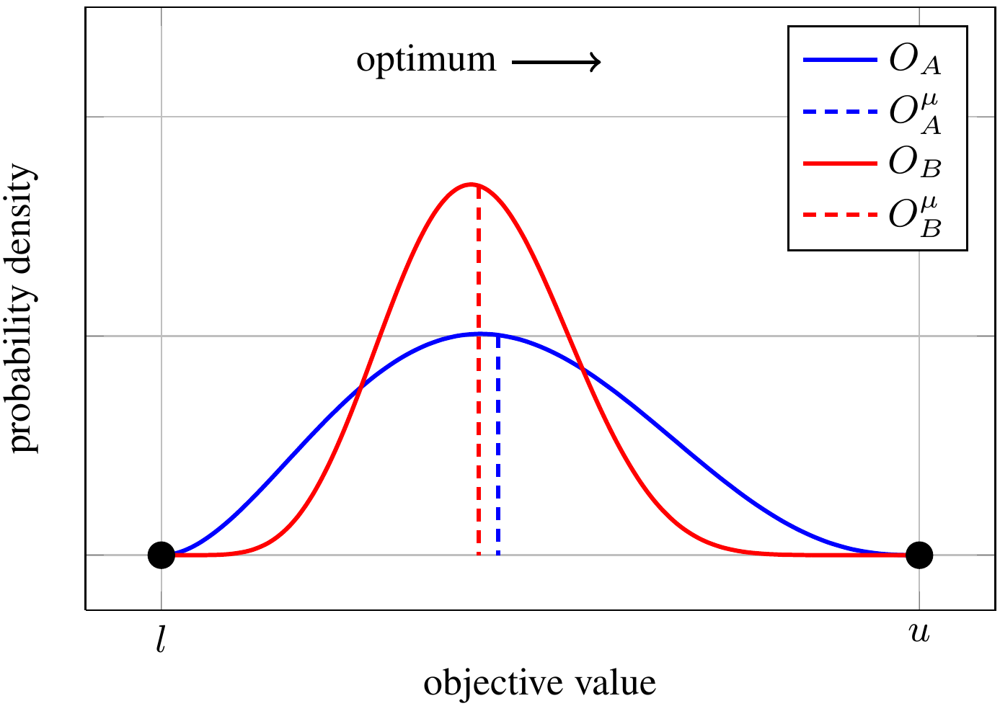 optimum
O_A
O_A^μ
O_B
O_B^μ
probability density
l
u
objective value